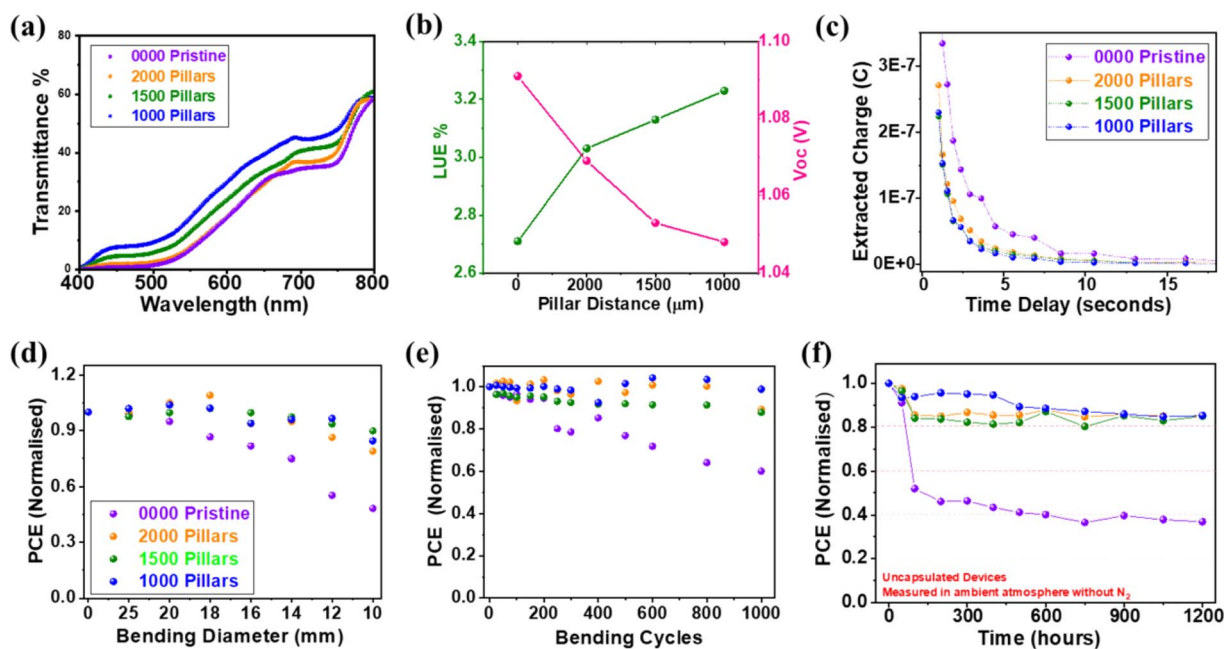 (a)
80
60
40
20
0
Transmittance %
0000 Pristine
2000 Pillars
1500 Pillars
1000 Pillars
400 500 600 700 800
Wavelength (nm)
(b)
3.4
3.2
3.0
2.8
2.6
LUE %
1.10
1.08
1.06
1.04
Voc (V)
0 2000 1500 1000
Pillar Distance (μm)
(c)
3E-7
2E-7
1E-7
0E+0
Extracted Charge (C)
0000 Pristine
2000 Pillars
1500 Pillars
1000 Pillars
0 5 10 15
Time Delay (seconds)
(d)
1.2
0.9
0.6
0.3
0.0
PCE (Normalised)
0000 Pristine
2000 Pillars
1500 Pillars
1000 Pillars
0 25 20 18 16 14 12 10
Bending Diameter (mm)
(e)
1.0
0.8
0.6
0.4
0.2
0.0
PCE (Normalised)
0 200 400 600 800 1000
Bending Cycles
(f)
1.0
0.8
0.6
0.4
0.2
0.0
PCE (Normalised)
Uncapsulated Devices
Measured in ambient atmosphere without N₂
0 300 600 900 1200
Time (hours)